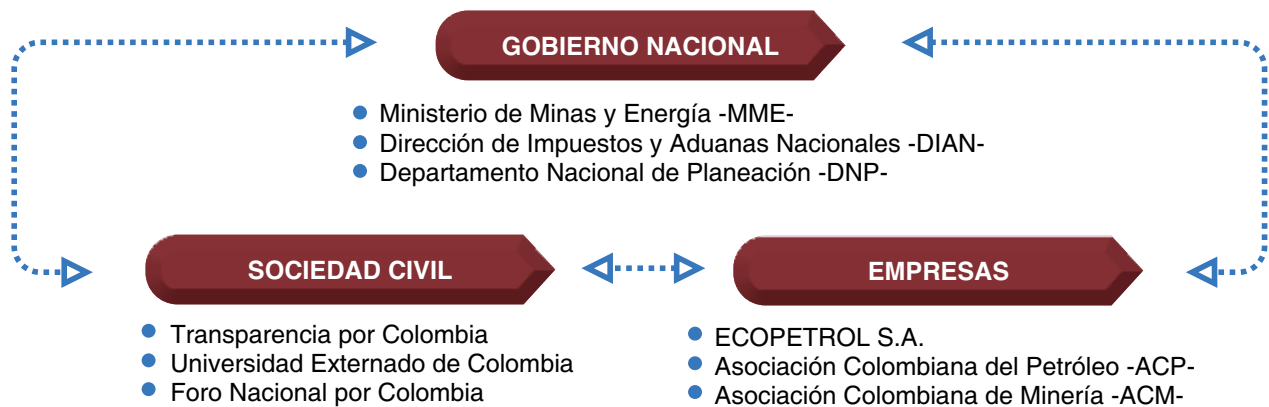 GOBIERNO NACIONAL
Ministerio de Minas y Energía -MME-
Dirección de Impuestos y Aduanas Nacionales -DIAN-
Departamento Nacional de Planeación -DNP-
SOCIEDAD CIVIL
Transparencia por Colombia
Universidad Externado de Colombia
Foro Nacional por Colombia
EMPRESAS
ECOPETROL S.A.
Asociación Colombiana del Petróleo -ACP-
Asociación Colombiana de Minería -ACM-